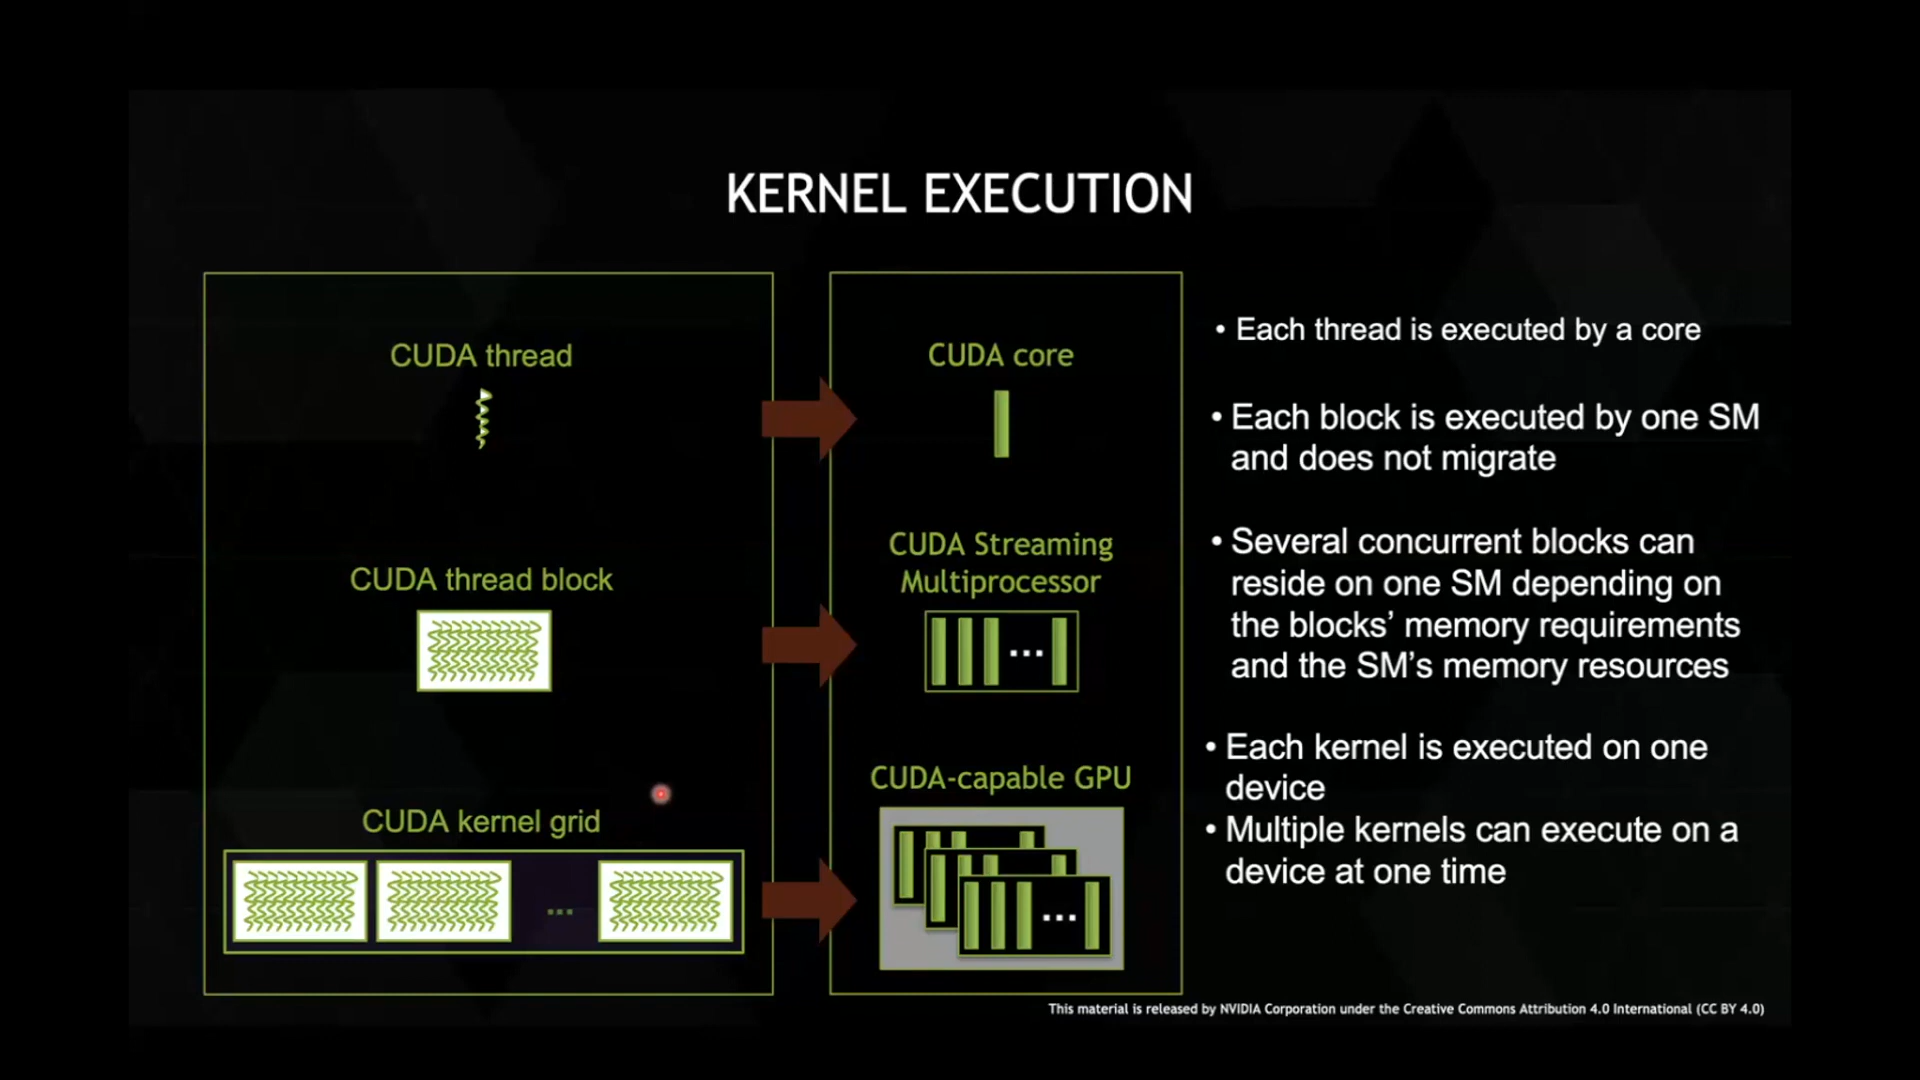 KERNEL EXECUTION
CUDA thread
CUDA core
CUDA thread block
CUDA Streaming
Multiprocessor
...
CUDA kernel grid
...
CUDA-capable GPU
...
• Each thread is executed by a core
• Each block is executed by one SM
and does not migrate
• Several concurrent blocks can
reside on one SM depending on
the blocks’ memory requirements
and the SM’s memory resources
• Each kernel is executed on one
device
• Multiple kernels can execute on a
device at one time
This material is released by NVIDIA Corporation under the Creative Commons Attribution 4.0 International (CC BY 4.0)